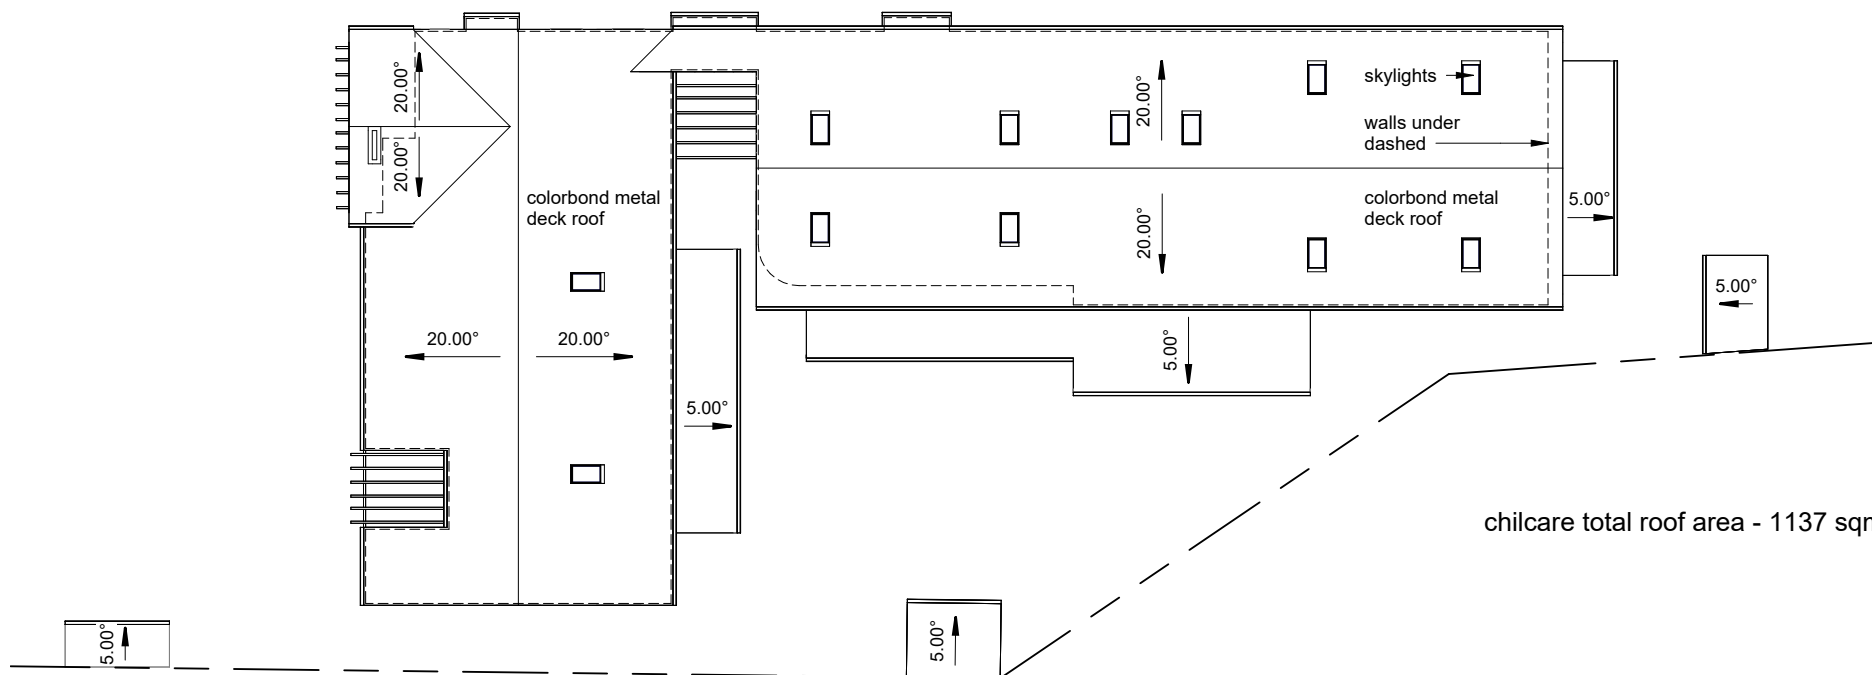 20.00°
20.00°
colorbond metal
deck roof
20.00°
20.00°
5.00°
20.00°
20.00°
skylights
walls under
dashed
colorbond metal
deck roof
5.00°
5.00°
5.00°
chilcare total roof area - 1137 sqm
5.00°
5.00°